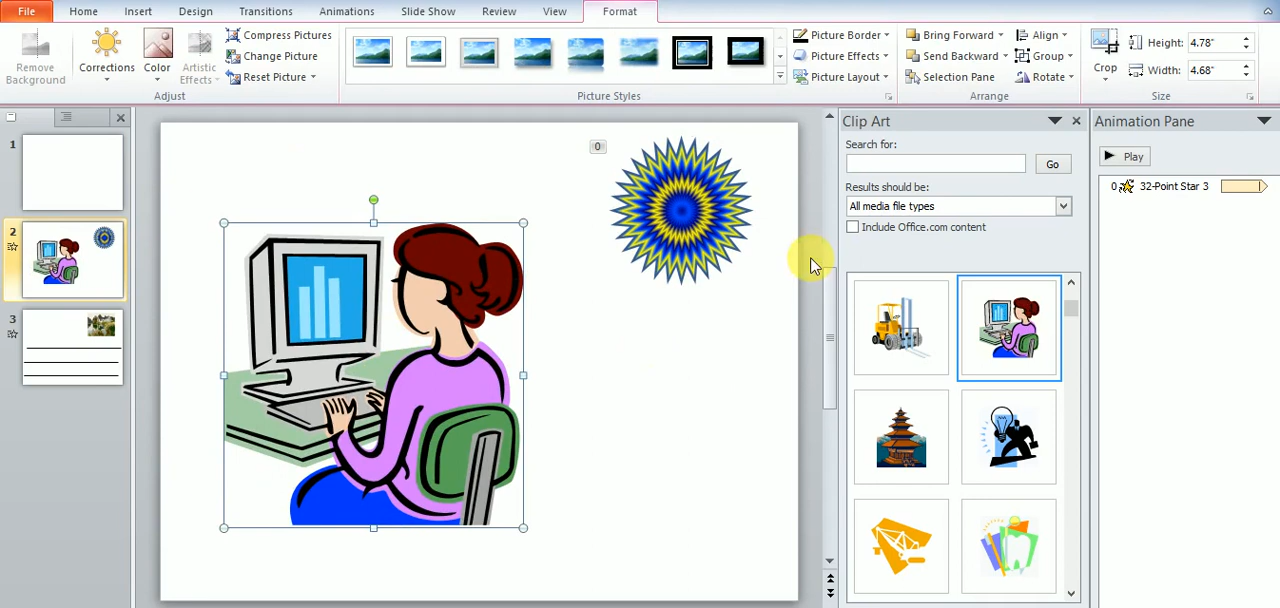 File Home Insert Design Transitions Animations Slide Show Review View Format
Remove Background
Corrections
Color
Artistic Effects
Compress Pictures
Change Picture
Reset Picture
Adjust
Picture Styles
Picture Border
Picture Effects
Picture Layout
Bring Forward
Send Backward
Selection Pane
Align
Group
Rotate
Arrange
Crop
Height: 4.78"
Width: 4.68"
Size
1
2
3
0
Clip Art
Search for:
Go
Results should be:
All media file types
Include Office.com content
Animation Pane
Play
0 32-Point Star 3